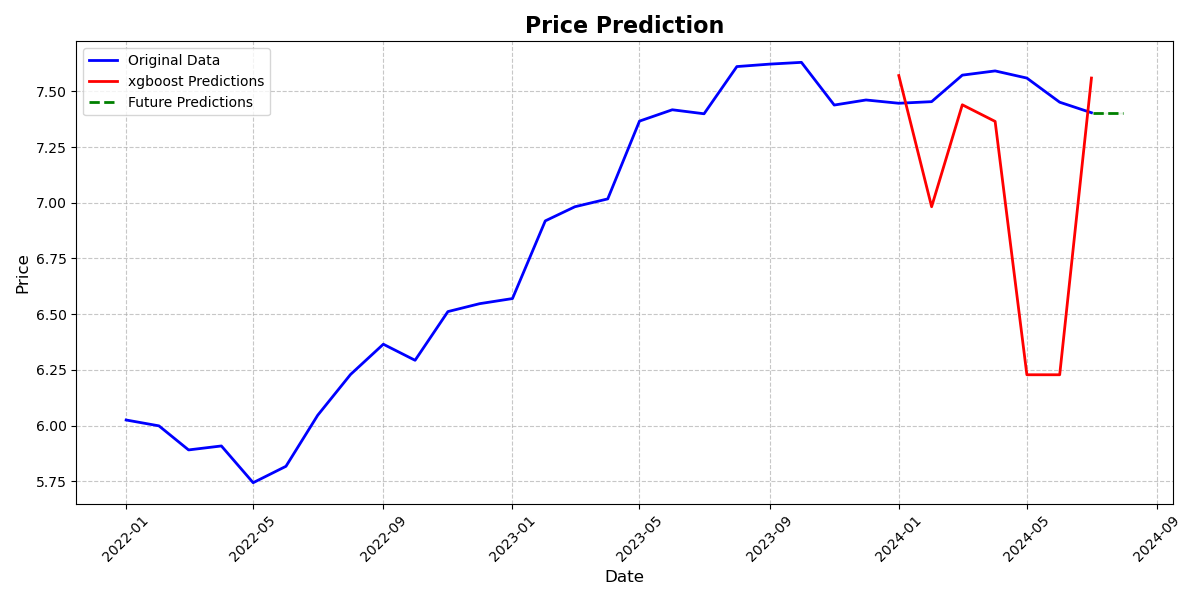 Price Prediction
Original Data
xgboost Predictions
Future Predictions
Price
7.50
7.25
7.00
6.75
6.50
6.25
6.00
5.75
2022-01
2022-05
2022-09
2023-01
2023-05
2023-09
2024-01
2024-05
2024-09
Date